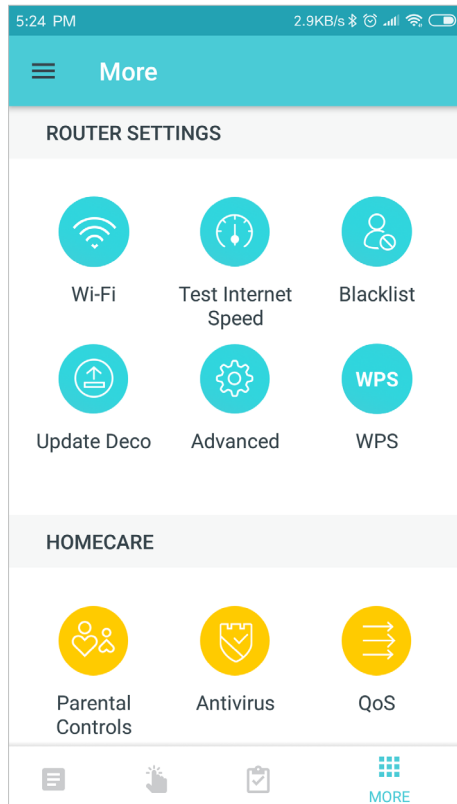 5:24 PM 2.9KB/s
More
ROUTER SETTINGS
Wi-Fi
Test Internet
Speed
Blacklist
Update Deco
Advanced
WPS
WPS
HOMECARE
Parental
Controls
Antivirus
QoS
MORE